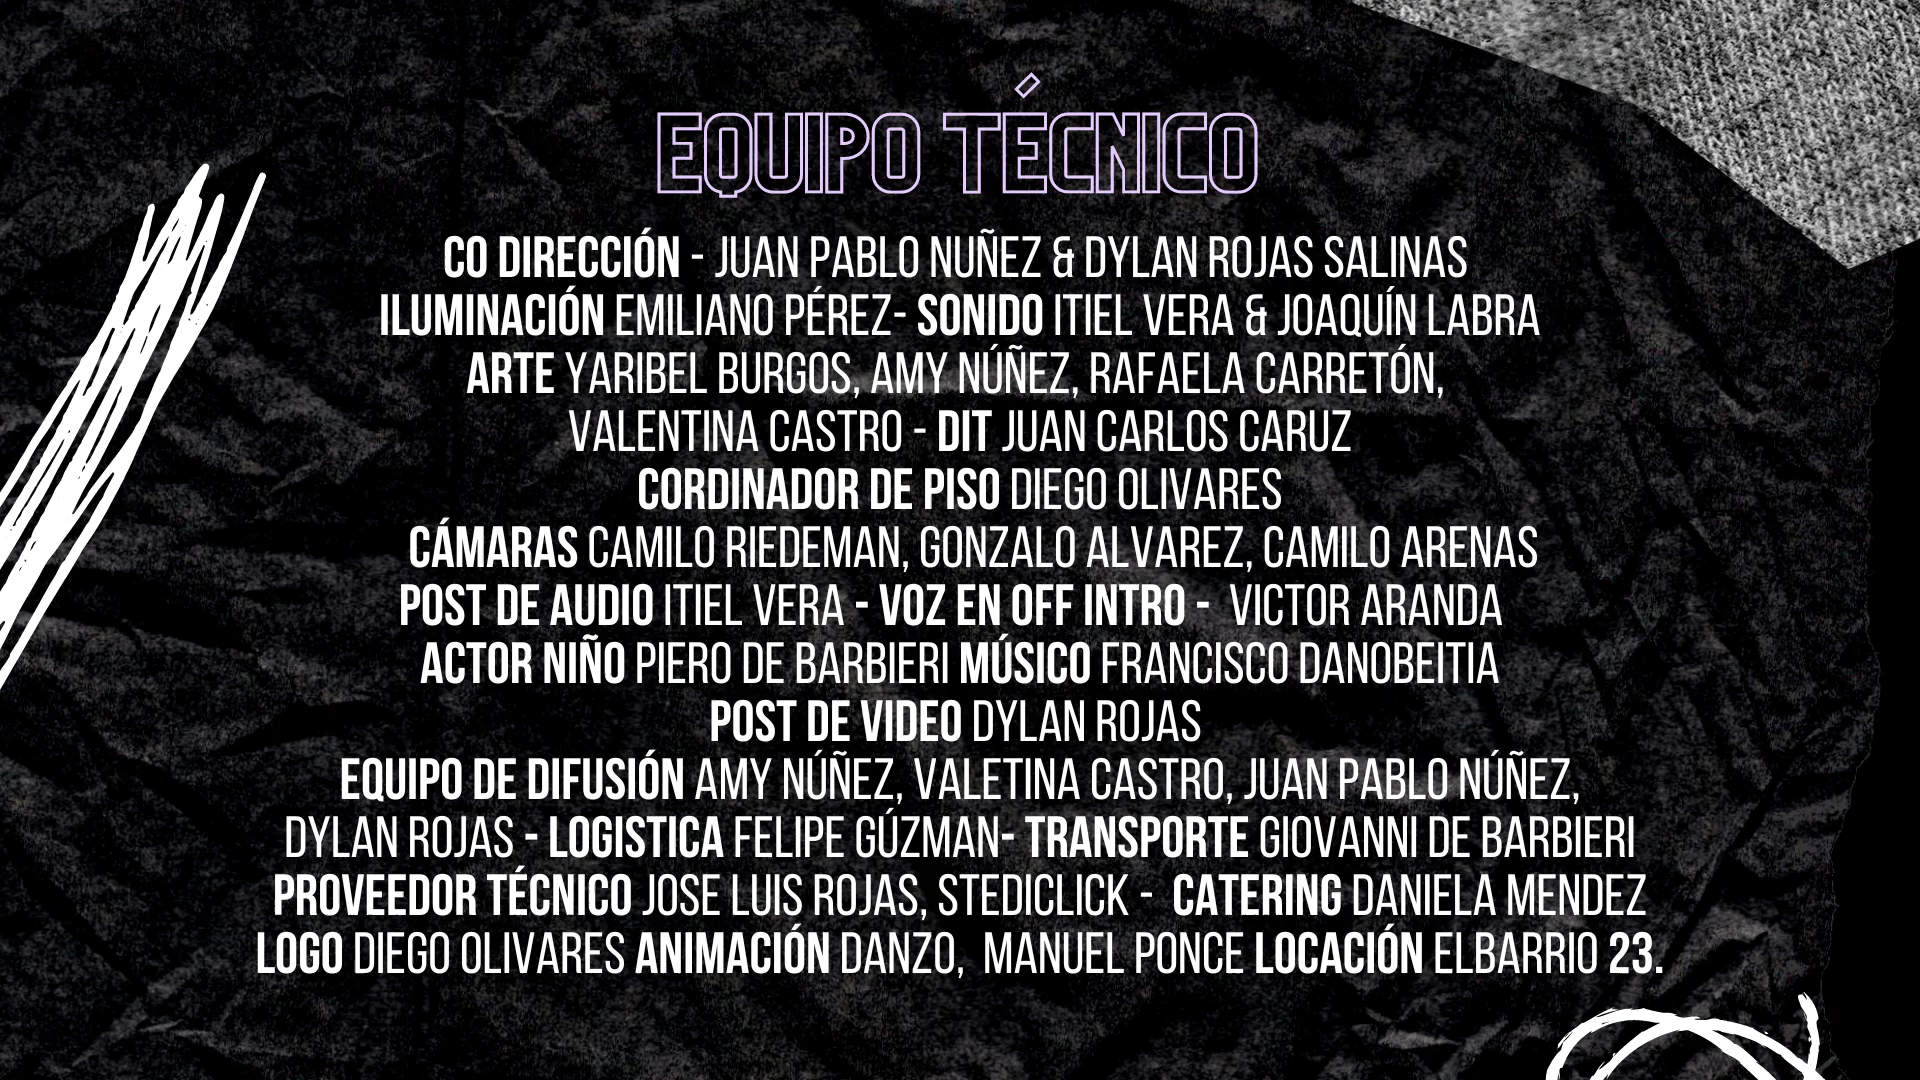 EQUIPO TÉCNICO
CO DIRECCIÓN - JUAN PABLO NUÑEZ & DYLAN ROJAS SALINAS
ILUMINACIÓN EMILIANO PÉREZ- SONIDO ITIEL VERA & JOAQUÍN LABRA
ARTE YARIBEL BURGOS, AMY NÚÑEZ, RAFAELA CARRETÓN,
VALENTINA CASTRO - DIT JUAN CARLOS CARUZ
CORDINADOR DE PISO DIEGO OLIVARES
CÁMARAS CAMILO RIEDEMAN, GONZALO ALVAREZ, CAMILO ARENAS
POST DE AUDIO ITIEL VERA - VOZ EN OFF INTRO - VICTOR ARANDA
ACTOR NIÑO PIERO DE BARBIERI MÚSICO FRANCISCO DANOBEITIA
POST DE VIDEO DYLAN ROJAS
EQUIPO DE DIFUSIÓN AMY NÚÑEZ, VALETINA CASTRO, JUAN PABLO NÚÑEZ,
DYLAN ROJAS - LOGISTICA FELIPE GÚZMAN- TRANSPORTE GIOVANNI DE BARBIERI
PROVEEDOR TÉCNICO JOSE LUIS ROJAS, STEDICLICK - CATERING DANIELA MENDEZ
LOGO DIEGO OLIVARES ANIMACIÓN DANZO, MANUEL PONCE LOCACIÓN ELBARRIO 23.